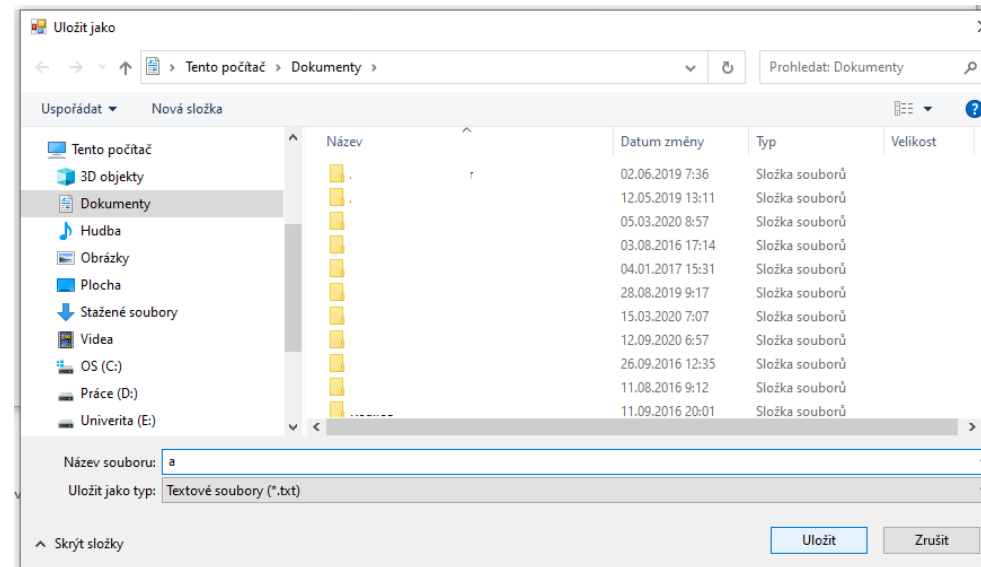 Uložit jako
Tento počítač > Dokumenty >
Prohledat: Dokumenty
Uspořádat
Nová složka
Název Datum změny Typ Velikost
Tento počítač
3D objekty
Dokumenty
Hudba
Obrázky
Plocha
Stažené soubory
Videa
OS (C:)
Práce (D:)
Univerita (E:)
02.06.2019 7:36 Složka souborů
12.05.2019 13:11 Složka souborů
05.03.2020 8:57 Složka souborů
03.08.2016 17:14 Složka souborů
04.01.2017 15:31 Složka souborů
28.08.2019 9:17 Složka souborů
15.03.2020 7:07 Složka souborů
12.09.2020 6:57 Složka souborů
26.09.2016 12:35 Složka souborů
11.08.2016 9:12 Složka souborů
11.09.2016 20:01 Složka souborů
Název souboru: a
Uložit jako typ: Textové soubory (*.txt)
Skrýt složky
Uložit
Zrušit